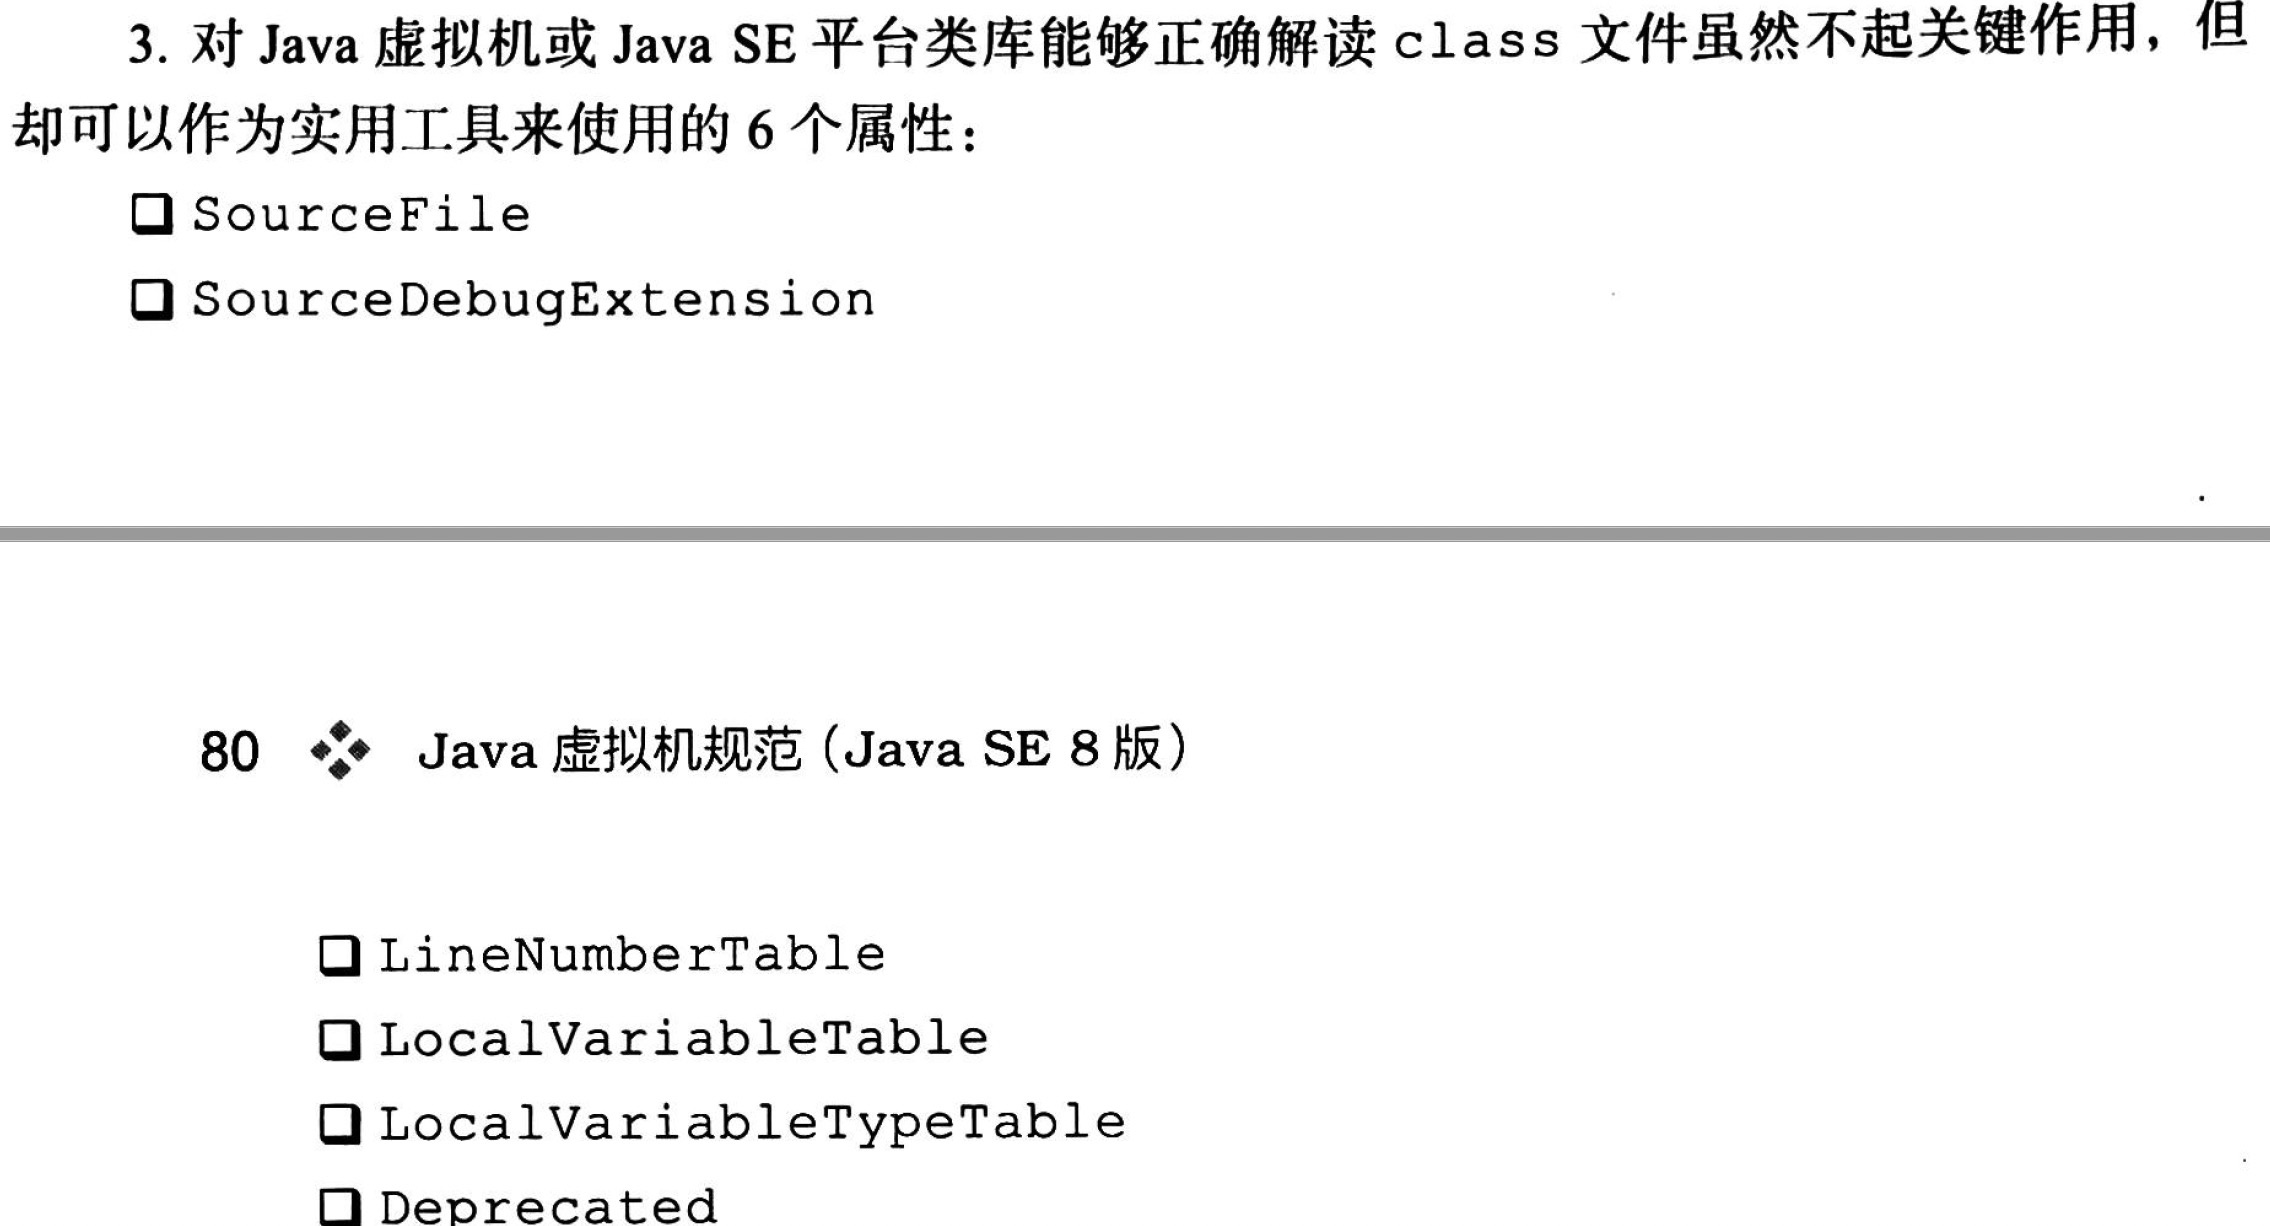 3. 对 Java 虚拟机或 Java SE 平台类库能够正确解读 class 文件虽然不起关键作用，但
却可以作为实用工具来使用的 6 个属性：
❑ SourceFile
❑ SourceDebugExtension
80 ❖ Java 虚拟机规范（Java SE 8 版）
❑ LineNumberTable
❑ LocalVariableTable
❑ LocalVariableTypeTable
❑ Deprecated